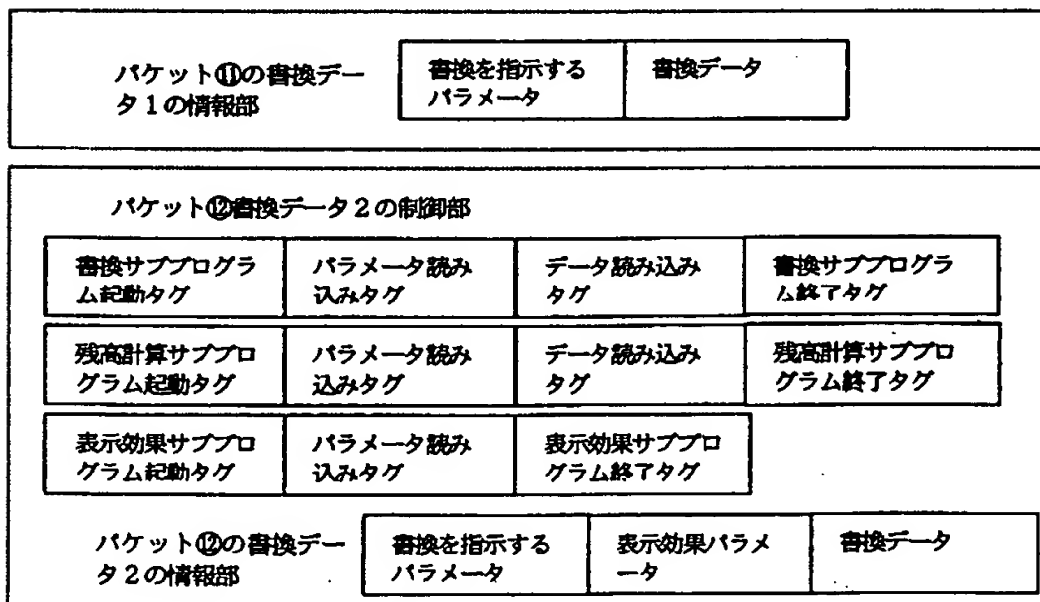 パケット⑪の書換デー
タ1の情報部
書換を指示する
パラメータ
書換データ
パケット⑫書換データ2の制御部
書換サブプログラ
ム起動タグ
パラメータ読み
込みタグ
データ読み込み
タグ
書換サブプログラ
ム終了タグ
残高計算サブプロ
グラム起動タグ
パラメータ読み
込みタグ
データ読み込み
タグ
残高計算サブプロ
グラム終了タグ
表示効果サブプロ
グラム起動タグ
パラメータ読み
込みタグ
表示効果サブプロ
グラム終了タグ
パケット⑫の書換デー
タ2の情報部
書換を指示する
パラメータ
表示効果パラメ
ータ
書換データ